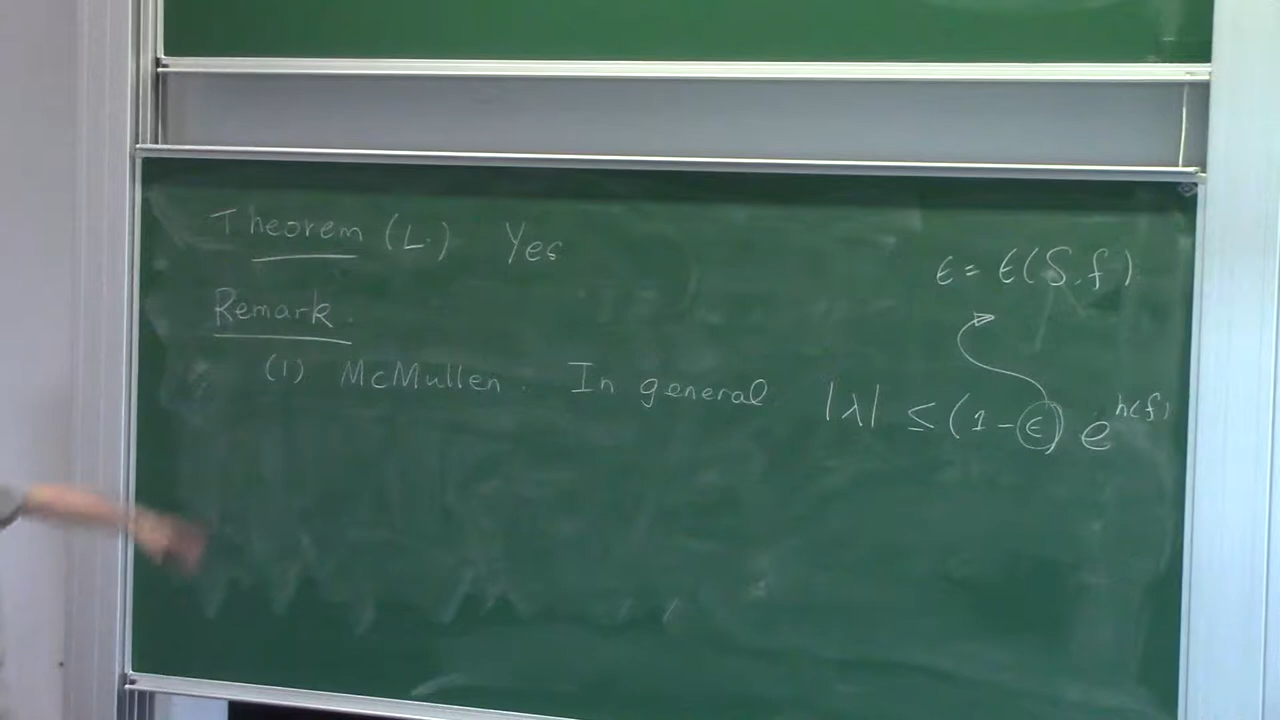 Theorem (L.) Yes
ϵ = ϵ(S,f)
Remark.
(1) McMullen. In general |λ| ≤ (1-ϵ) e^{h(f)}